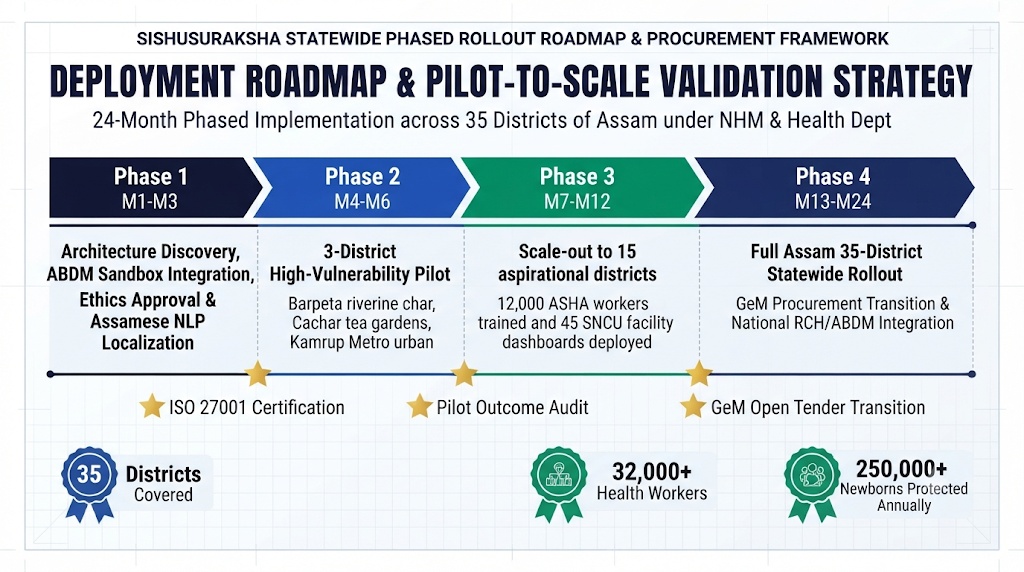 SISHUSURAKSHA STATEWIDE PHASED ROLLOUT ROADMAP & PROCUREMENT FRAMEWORK
DEPLOYMENT ROADMAP & PILOT-TO-SCALE VALIDATION STRATEGY
24-Month Phased Implementation across 35 Districts of Assam under NHM & Health Dept
Phase 1
M1-M3
Phase 2
M4-M6
Phase 3
M7-M12
Phase 4
M13-M24
Architecture Discovery,
ABDM Sandbox Integration,
Ethics Approval &
Assamese NLP
Localization
3-District
High-Vulnerability Pilot
Barpeta riverine char,
Cachar tea gardens,
Kamrup Metro urban
Scale-out to 15
aspirational districts
12,000 ASHA workers
trained and 45 SNCU facility
dashboards deployed
Full Assam 35-District
Statewide Rollout
GeM Procurement Transition &
National RCH/ABDM Integration
ISO 27001 Certification
Pilot Outcome Audit
GeM Open Tender Transition
35
Districts
Covered
32,000+
Health Workers
250,000+
Newborns Protected
Annually